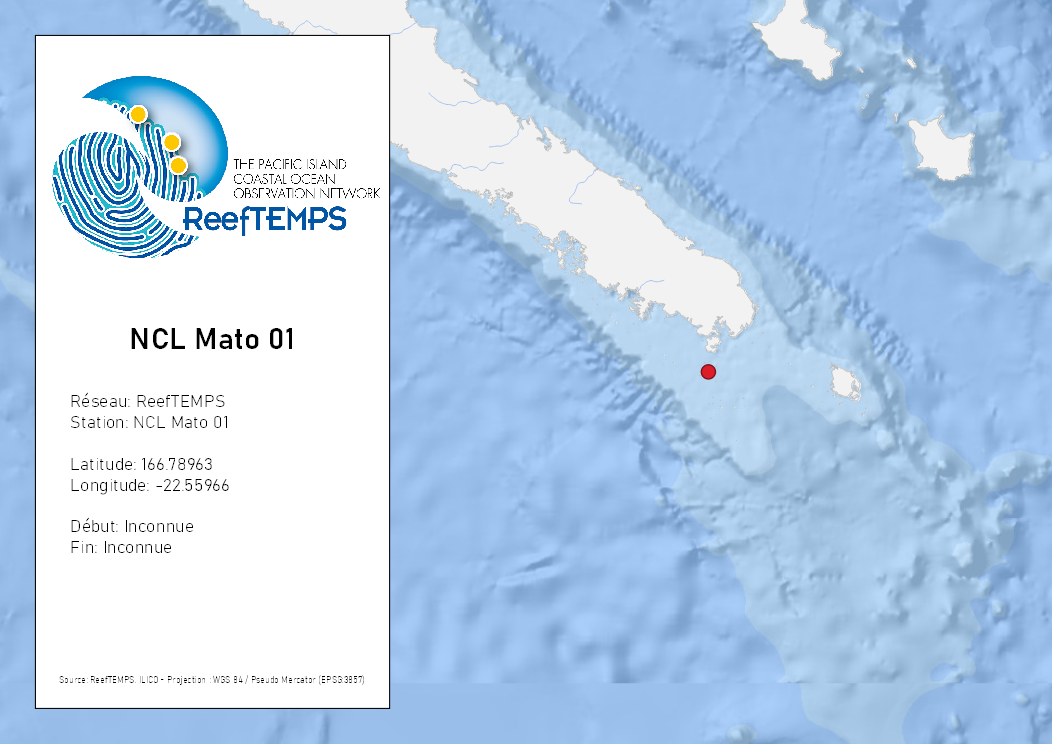 THE PACIFIC ISLAND
COASTAL OCEAN
OBSERVATION NETWORK
ReefTEMPS
NCL Mato 01
Réseau: ReefTEMPS
Station: NCL Mato 01
Latitude: 166.78963
Longitude: -22.55966
Début: Inconnue
Fin: Inconnue
Source: ReefTEMPS, ILICO - Projection : WGS 84 / Pseudo Mercator (EPSG:3857)